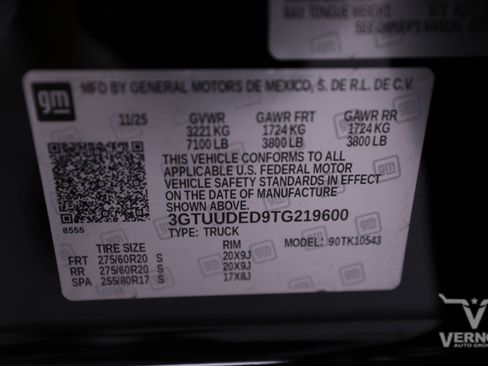 MAX. TONGUE WEIGHT:
SEE OWNER'S MANUAL
gm
MFD BY GENERAL MOTORS DE MEXICO, S. DE R.L. DE C.V.
11/25 GVWR GAWR FRT GAWR RR
3221 KG 1724 KG 1724 KG
7100 LB 3800 LB 3800 LB
THIS VEHICLE CONFORMS TO ALL
APPLICABLE U.S. FEDERAL MOTOR
VEHICLE SAFETY STANDARDS IN EFFECT
ON THE DATE OF MANUFACTURE
SHOWN ABOVE.
3GTUUDED9TG219600
8555
TYPE: TRUCK MODEL: 90TK10543
TIRE SIZE RIM
FRT 275/60R20 S 20X9J
RR 275/60R20 S 20X9J
SPA 255/80R17 S 17X8J
VERNO
AUTO GROU